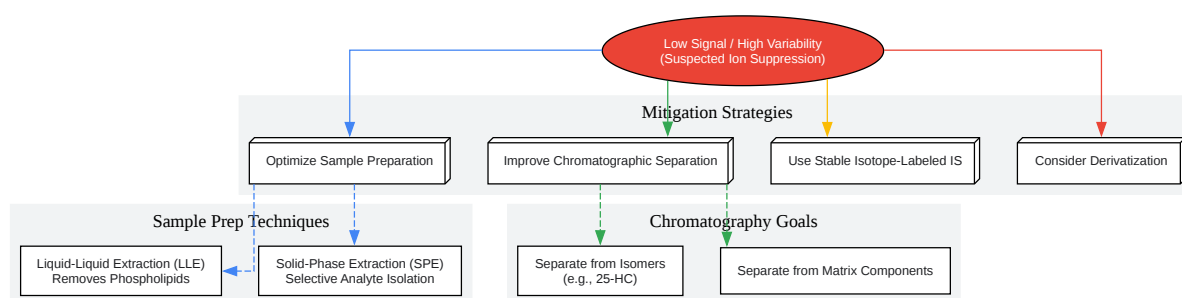 Low Signal / High Variability
(Suspected Ion Suppression)
Mitigation Strategies
Optimize Sample Preparation
Improve Chromatographic Separation
Use Stable Isotope-Labeled IS
Consider Derivatization
Sample Prep Techniques
Chromatography Goals
Liquid-Liquid Extraction (LLE)
Removes Phospholipids
Solid-Phase Extraction (SPE)
Selective Analyte Isolation
Separate from Isomers
(e.g., 25-HC)
Separate from Matrix Components